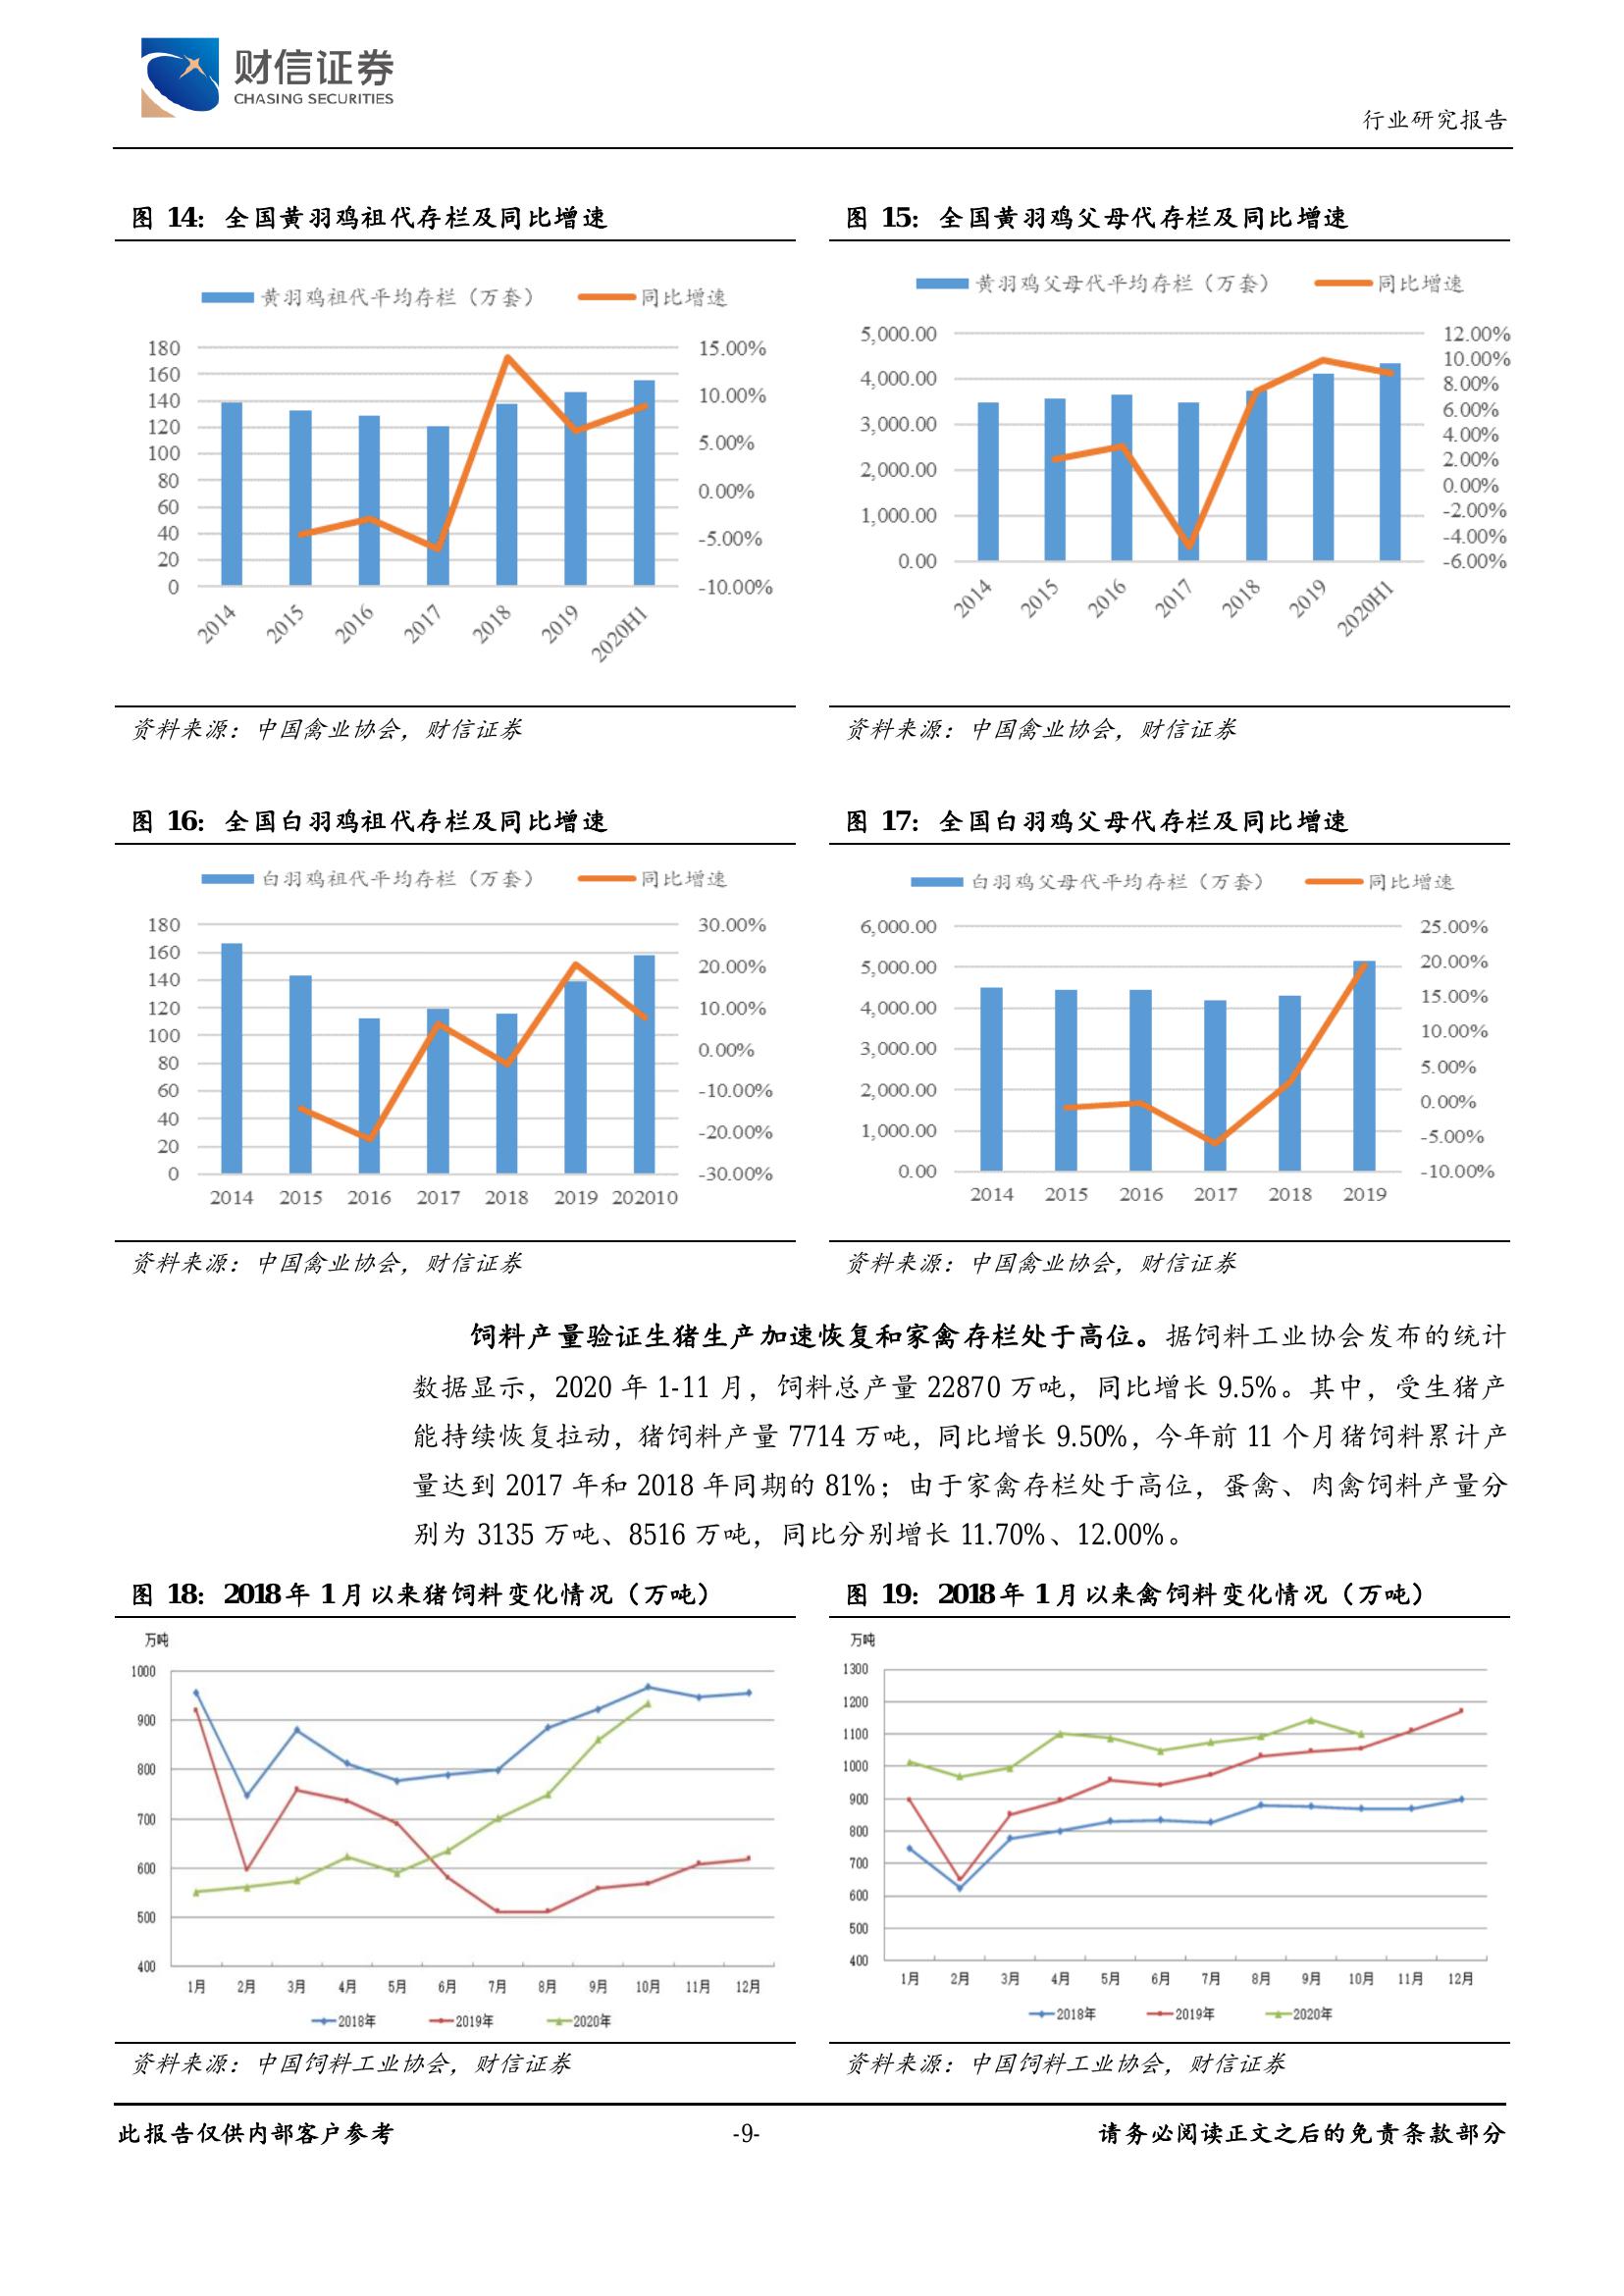 财信证券
CHASING SECURITIES
行业研究报告
图 14：全国黄羽鸡祖代存栏及同比增速
黄羽鸡祖代平均存栏（万套） 同比增速
180
160
140
120
100
80
60
40
20
0
15.00%
10.00%
5.00%
0.00%
-5.00%
-10.00%
2014 2015 2016 2017 2018 2019 2020H1
资料来源：中国禽业协会，财信证券
图 15：全国黄羽鸡父母代存栏及同比增速
黄羽鸡父母代平均存栏（万套） 同比增速
5,000.00
4,000.00
3,000.00
2,000.00
1,000.00
0.00
12.00%
10.00%
8.00%
6.00%
4.00%
2.00%
0.00%
-2.00%
-4.00%
-6.00%
2014 2015 2016 2017 2018 2019 2020H1
资料来源：中国禽业协会，财信证券
图 16：全国白羽鸡祖代存栏及同比增速
白羽鸡祖代平均存栏（万套） 同比增速
180
160
140
120
100
80
60
40
20
0
30.00%
20.00%
10.00%
0.00%
-10.00%
-20.00%
-30.00%
2014 2015 2016 2017 2018 2019 202010
资料来源：中国禽业协会，财信证券
图 17：全国白羽鸡父母代存栏及同比增速
白羽鸡父母代平均存栏（万套） 同比增速
6,000.00
5,000.00
4,000.00
3,000.00
2,000.00
1,000.00
0.00
25.00%
20.00%
15.00%
10.00%
5.00%
0.00%
-5.00%
-10.00%
2014 2015 2016 2017 2018 2019
资料来源：中国禽业协会，财信证券
饲料产量验证生猪生产加速恢复和家禽存栏处于高位。据饲料工业协会发布的统计
数据显示，2020 年 1-11 月，饲料总产量 22870 万吨，同比增长 9.5%。其中，受生猪产
能持续恢复拉动，猪饲料产量 7714 万吨，同比增长 9.50%，今年前 11 个月猪饲料累计产
量达到 2017 年和 2018 年同期的 81%；由于家禽存栏处于高位，蛋禽、肉禽饲料产量分
别为 3135 万吨、8516 万吨，同比分别增长 11.70%、12.00%。
图 18：2018 年 1 月以来猪饲料变化情况（万吨）
万吨
1000
900
800
700
600
500
400
1月 2月 3月 4月 5月 6月 7月 8月 9月 10月 11月 12月
2018年 2019年 2020年
资料来源：中国饲料工业协会，财信证券
图 19：2018 年 1 月以来禽饲料变化情况（万吨）
万吨
1300
1200
1100
1000
900
800
700
600
500
400
1月 2月 3月 4月 5月 6月 7月 8月 9月 10月 11月 12月
2018年 2019年 2020年
资料来源：中国饲料工业协会，财信证券
此报告仅供内部客户参考
-9-
请务必阅读正文之后的免责条款部分